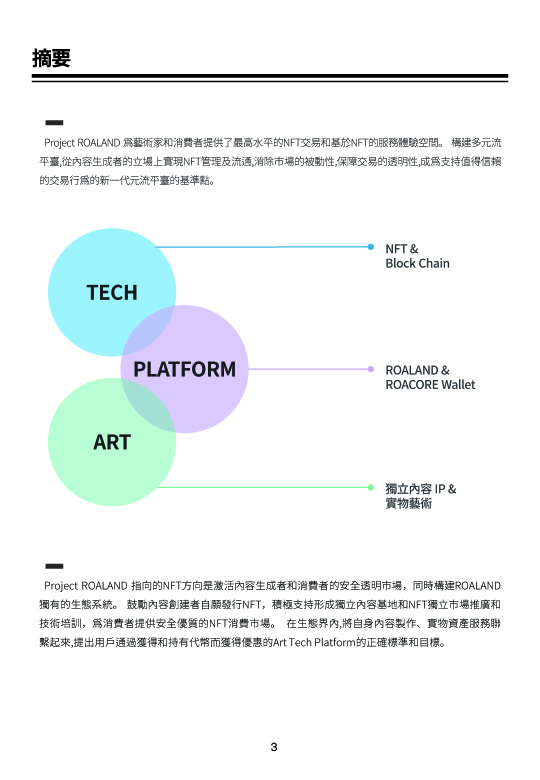 摘要
Project ROALAND 爲藝術家和消費者提供了最高水平的NFT交易和基於NFT的服務體驗空間。 構建多元流
平臺,從內容生成者的立場上實現NFT管理及流通,消除市場的被動性,保障交易的透明性,成爲支持值得信賴
的交易行爲的新一代元流平臺的基準點。
NFT &
Block Chain
TECH
PLATFORM
ROALAND &
ROACORE Wallet
ART
獨立內容 IP &
實物藝術
Project ROALAND 指向的NFT方向是激活內容生成者和消費者的安全透明市場，同時構建ROALAND
獨有的生態系統。 鼓勵內容創建者自願發行NFT，積極支持形成獨立內容基地和NFT獨立市場推廣和
技術培訓，爲消費者提供安全優質的NFT消費市場。 在生態界內,將自身內容製作、實物資產服務聯
繫起來,提出用戶通過獲得和持有代幣而獲得優惠的Art Tech Platform的正確標準和目標。
3